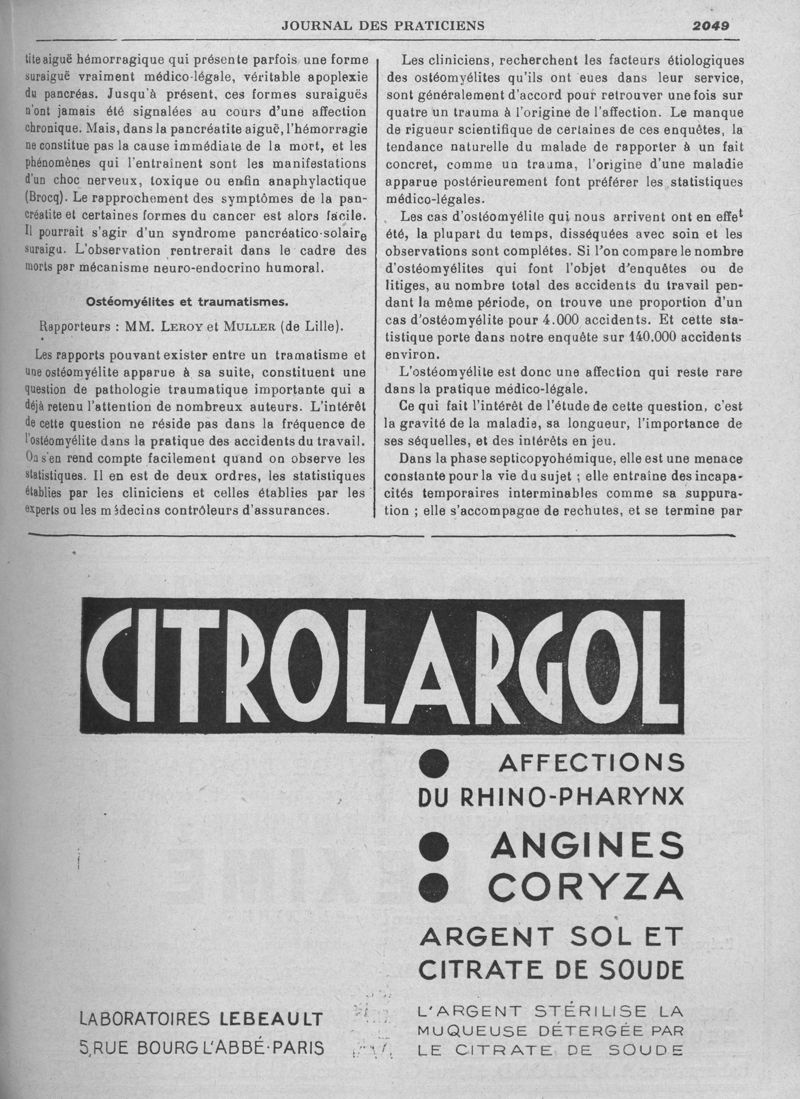 JOURNAL DES PRATICIENS
2049
tite aiguë hémorragique qui présente parfois une forme
suraiguë vraiment médico-légale, véritable apoplexie
du pancréas. Jusqu'à présent, ces formes suraiguës
n'ont jamais été signalées au cours d'une affection
chronique. Mais, dans la pancréatite aiguë, l'hémorragie
ne constitue pas la cause immédiate de la mort, et les
phénomènes qui l'entraînent sont les manifestations
d'un choc nerveux, toxique ou enfin anaphylactique
(Brocq). Le rapprochement des symptômes de la pan-
créatite et certaines formes du cancer est alors facile.
Il pourrait s'agir d'un syndrome pancréatico-solaire
suraigu. L'observation rentrerait dans le cadre des
morts par mécanisme neuro-endocrino humoral.
Ostéomyélites et traumatismes.
Rapporteurs : MM. LEROY et MULLER (de Lille).
Les rapports pouvant exister entre un tramatisme et
une ostéomyélite apparue à sa suite, constituent une
question de pathologie traumatique importante qui a
déjà retenu l'attention de nombreux auteurs. L'intérêt
de cette question ne réside pas dans la fréquence de
l'ostéomyélite dans la pratique des accidents du travail.
On s'en rend compte facilement quand on observe les
statistiques. Il en est de deux ordres, les statistiques
établies par les cliniciens et celles établies par les
experts ou les médecins contrôleurs d'assurances.
Les cliniciens, recherchent les facteurs étiologiques
des ostéomyélites qu'ils ont eues dans leur service,
sont généralement d'accord pour retrouver une fois sur
quatre un trauma à l'origine de l'affection. Le manque
de rigueur scientifique de certaines de ces enquêtes, la
tendance naturelle du malade de rapporter à un fait
concret, comme un trauma, l'origine d'une maladie
apparue postérieurement font préférer les statistiques
médico-légales.
Les cas d'ostéomyélite qui nous arrivent ont en effet
été, la plupart du temps, disséquées avec soin et les
observations sont complétes. Si l'on compare le nombre
d'ostéomyélites qui font l'objet d'enquêtes ou de
litiges, au nombre total des accidents du travail pen-
dant la même période, on trouve une proportion d'un
cas d'ostéomyélite pour 4.000 accidents. Et cette sta-
tistique porte dans notre enquête sur 140.000 accidents
environ.
L'ostéomyélite est donc une affection qui reste rare
dans la pratique médico-légale.
Ce qui fait l'intérêt de l'étude de cette question, c'est
la gravité de la maladie, sa longueur, l'importance de
ses séquelles, et des intérêts en jeu.
Dans la phase septicopyohémique, elle est une menace
constante pour la vie du sujet ; elle entraîne des incapa-
cités temporaires interminables comme sa suppura-
tion ; elle s'accompagne de rechutes, et se termine par
CITROLARGOL
● AFFECTIONS
DU RHINO-PHARYNX
● ANGINES
● CORYZA
ARGENT SOL ET
CITRATE DE SOUDE
L'ARGENT STÉRILISE LA
MUQUEUSE DÉTERGÉE PAR
LE CITRATE DE SOUDE
LABORATOIRES LEBEAULT
5, RUE BOURG L'ABBÉ·PARIS